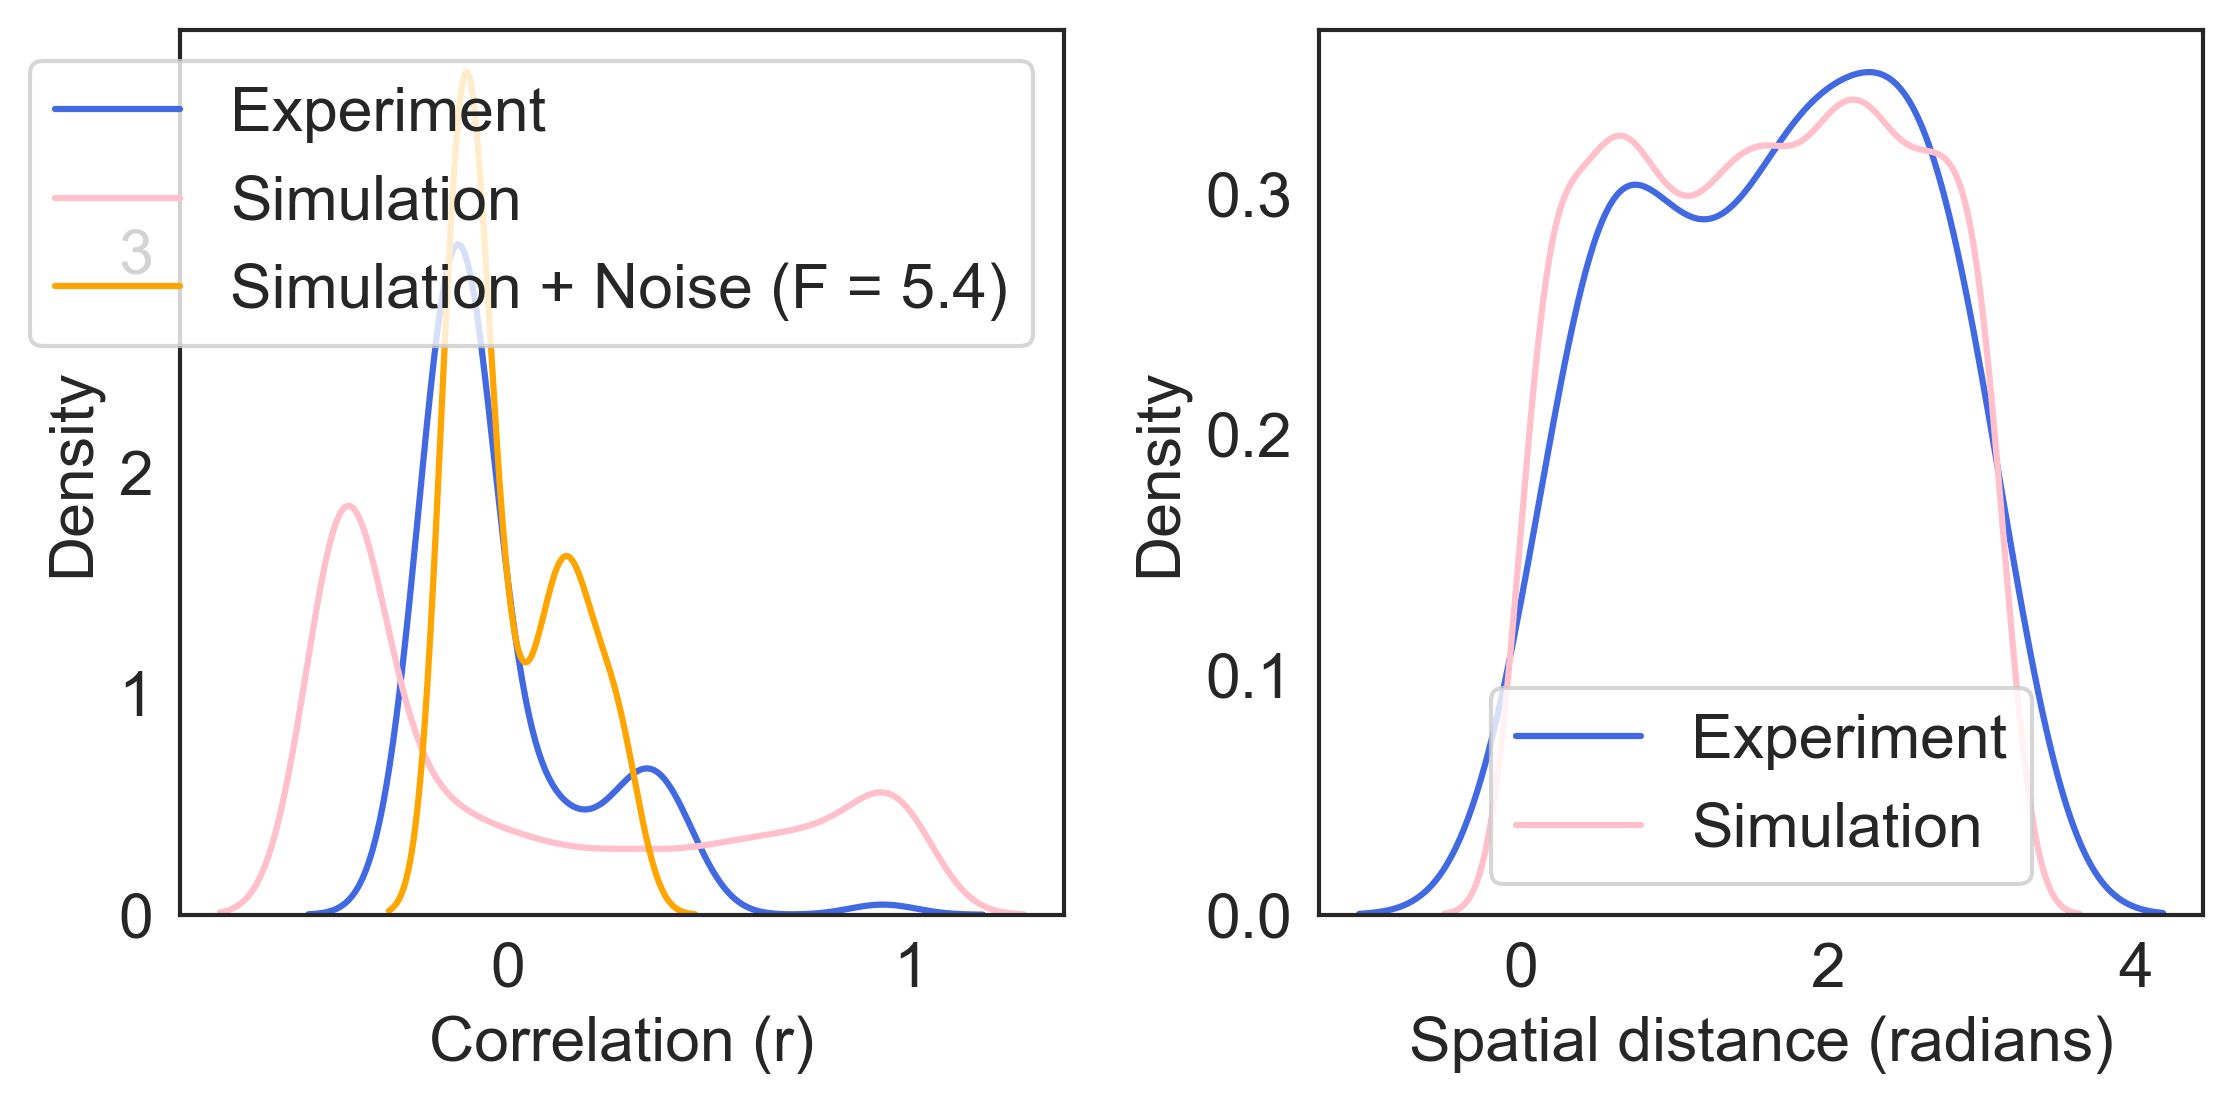 Experiment
Simulation
Simulation + Noise (F = 5.4)
3
2
1
0
Density
0 1
Correlation (r)
0.3
0.2
0.1
0.0
Density
Experiment
Simulation
0 2 4
Spatial distance (radians)